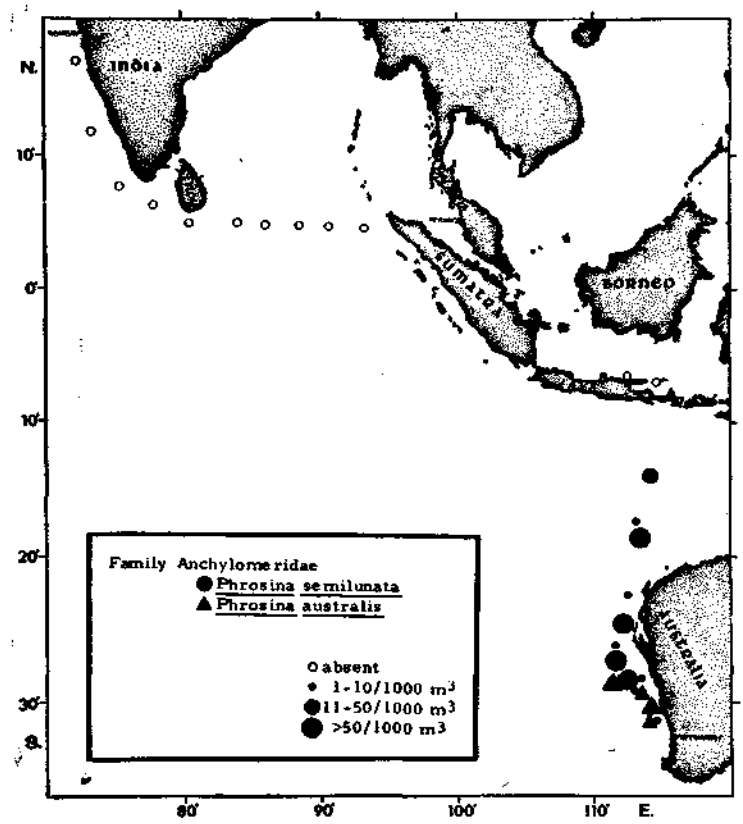 N.
INDIA
10°
SUMATRA
BORNEO
0°
10°
Family Anchylomeridae
Phrosina semilunata
Phrosina australis
absent
1-10/1000 m³
11-50/1000 m³
>50/1000 m³
20°
AUSTRALIA
30°
S.
80° 90° 100° 110° E.